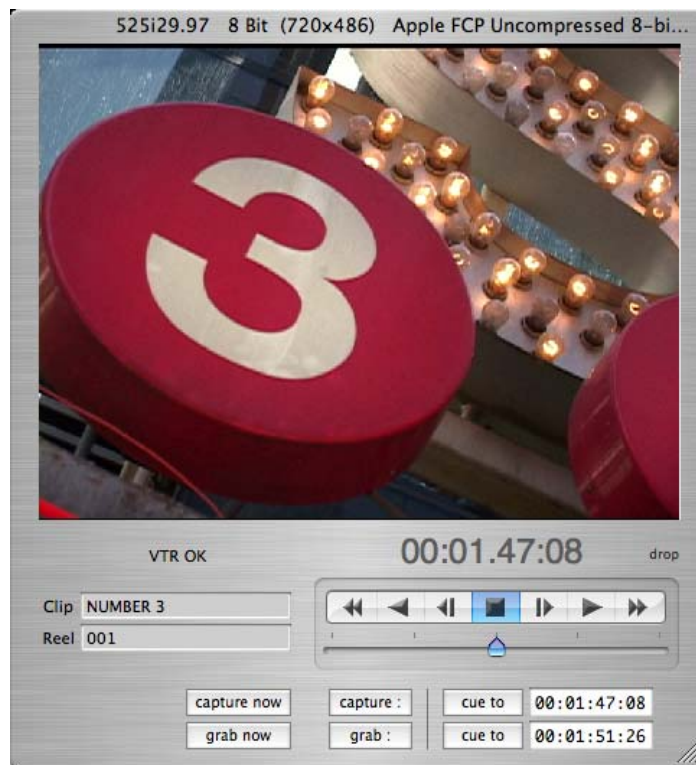 525i29.97 8 Bit (720x486) Apple FCP Uncompressed 8-bi...
3
VTR OK
00:01.47:08
drop
Clip NUMBER 3
Reel 001
capture now capture : cue to 00:01:47:08
grab now grab : cue to 00:01:51:26